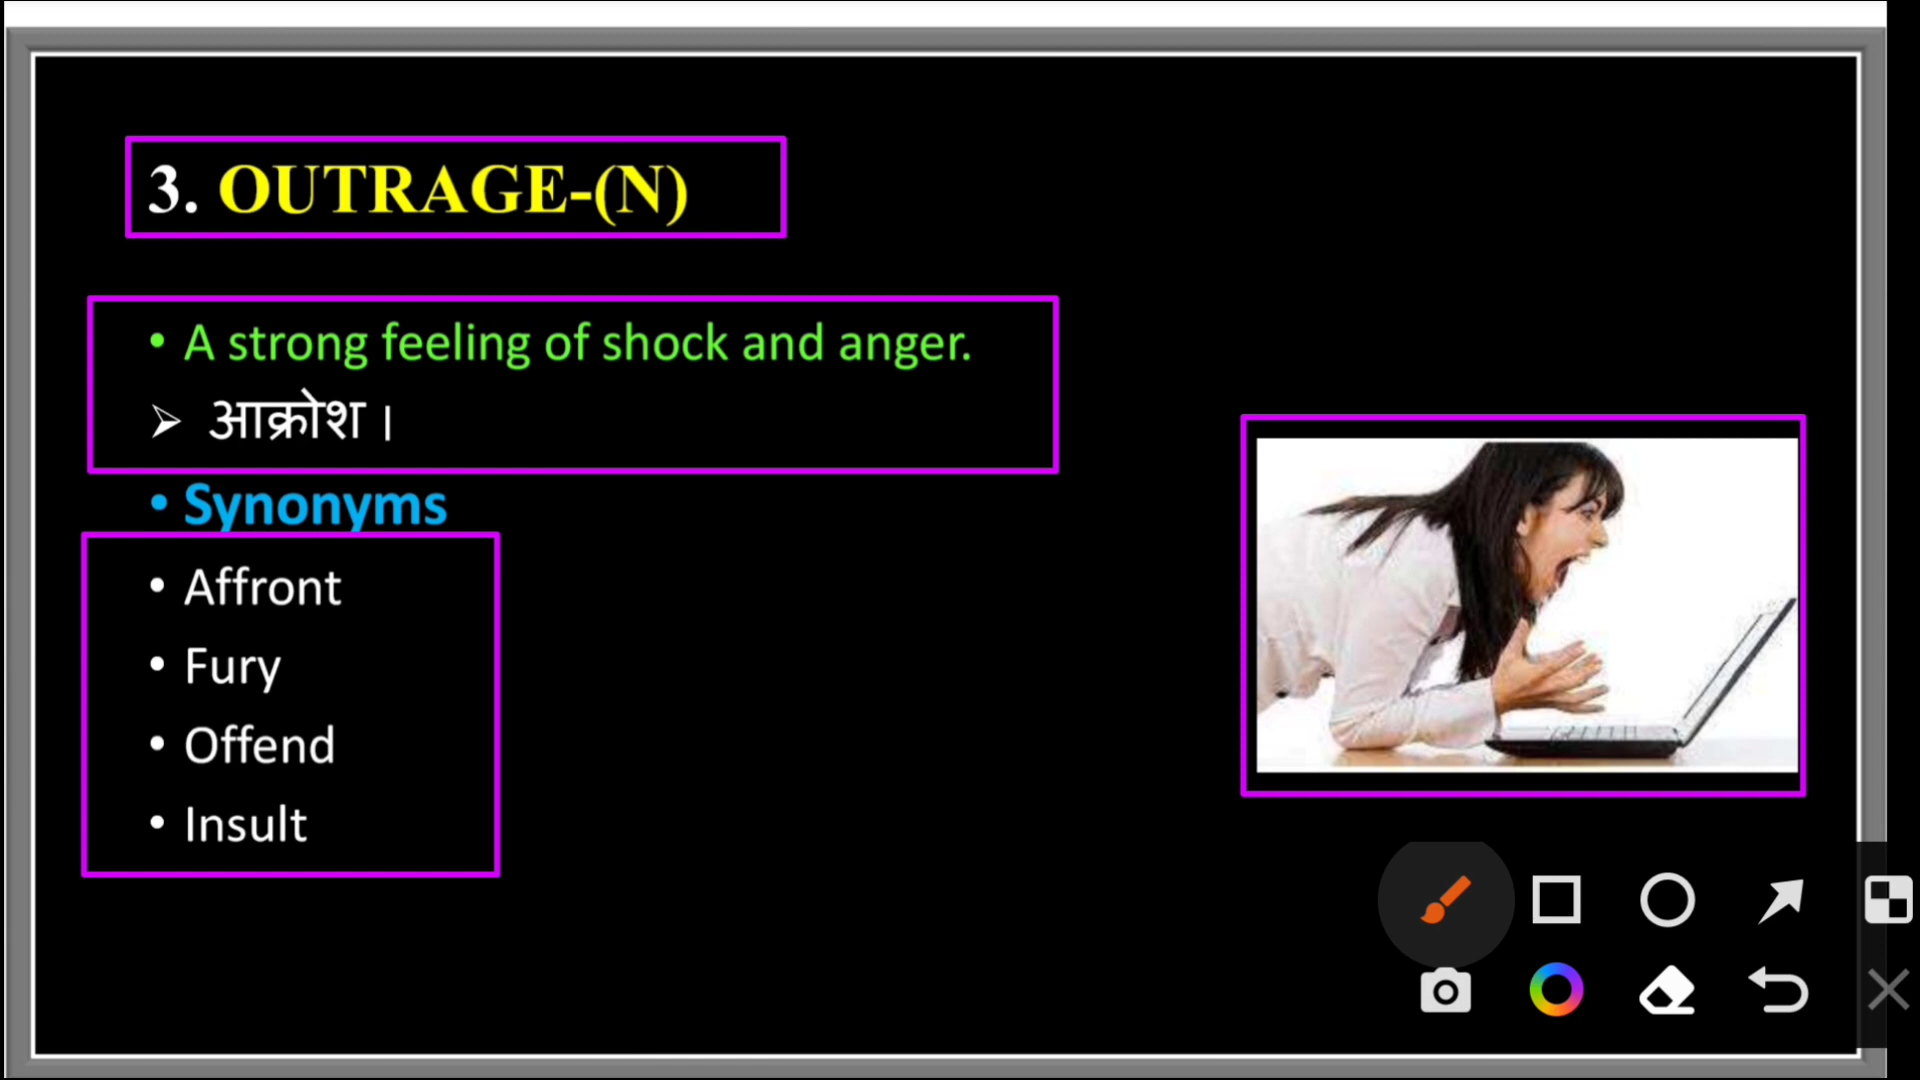 3. OUTRAGE-(N)
• A strong feeling of shock and anger.
➢ आक्रोश ।
• Synonyms
• Affront
• Fury
• Offend
• Insult